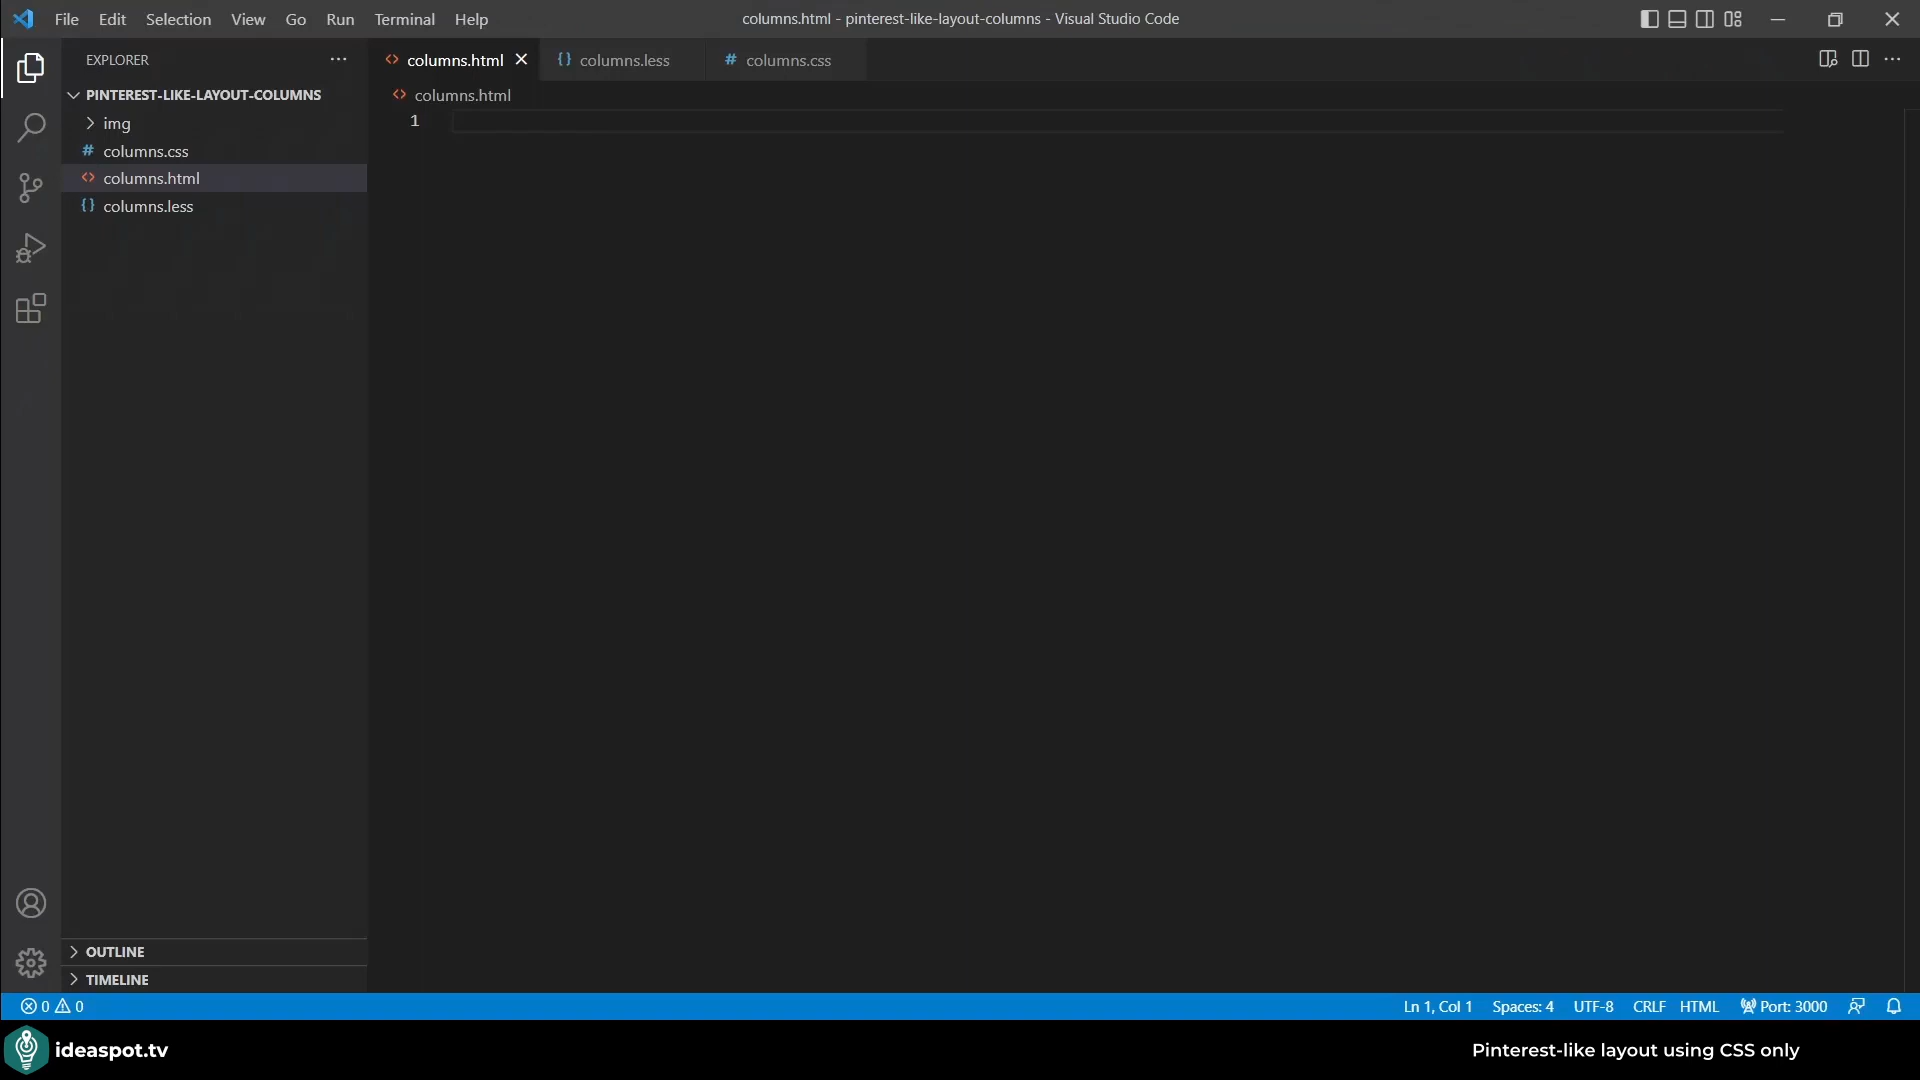 File Edit Selection View Go Run Terminal Help
columns.html - pinterest-like-layout-columns - Visual Studio Code
EXPLORER
columns.html
columns.less
columns.css
PINTEREST-LIKE-LAYOUT-COLUMNS
columns.html
img
1
columns.css
columns.html
columns.less
OUTLINE
TIMELINE
0 0
Ln 1, Col 1 Spaces: 4 UTF-8 CRLF HTML Port: 3000
ideaspot.tv
Pinterest-like layout using CSS only